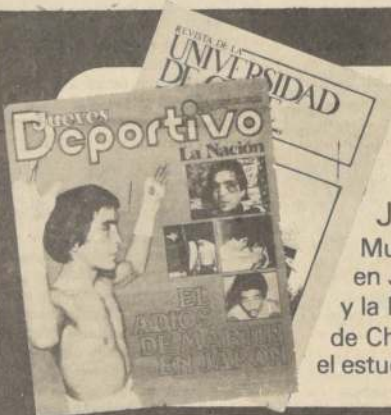 REVISTA DE LA
UNIVERSIDAD
DE
Jueves
Deportivo
La Nación
EL
ADIOS
DE MARTIN
EN JAPON
J
Mu
en J
y la
de Ch
el estu